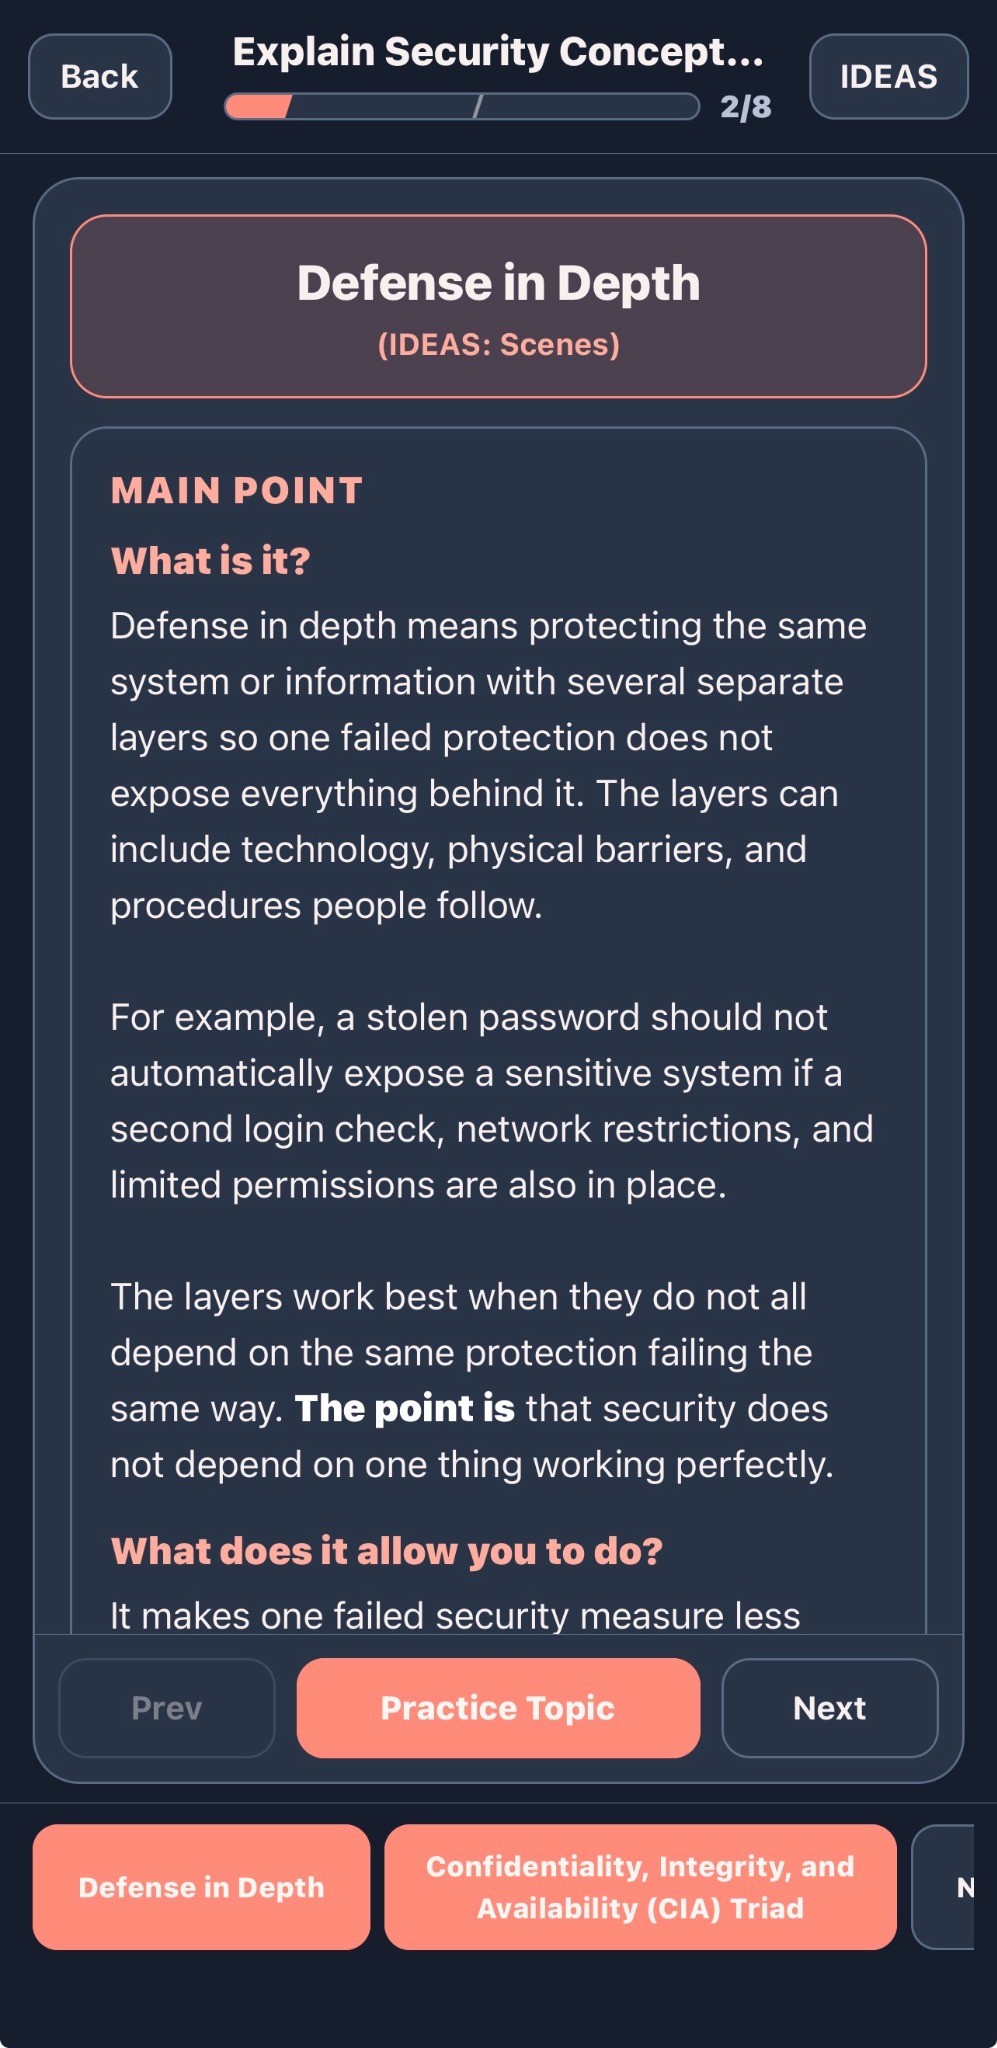 Back
Explain Security Concept...
2/8
IDEAS
Defense in Depth
(IDEAS: Scenes)
MAIN POINT
What is it?
Defense in depth means protecting the same
system or information with several separate
layers so one failed protection does not
expose everything behind it. The layers can
include technology, physical barriers, and
procedures people follow.
For example, a stolen password should not
automatically expose a sensitive system if a
second login check, network restrictions, and
limited permissions are also in place.
The layers work best when they do not all
depend on the same protection failing the
same way. The point is that security does
not depend on one thing working perfectly.
What does it allow you to do?
It makes one failed security measure less
Prev
Practice Topic
Next
Defense in Depth
Confidentiality, Integrity, and
Availability (CIA) Triad